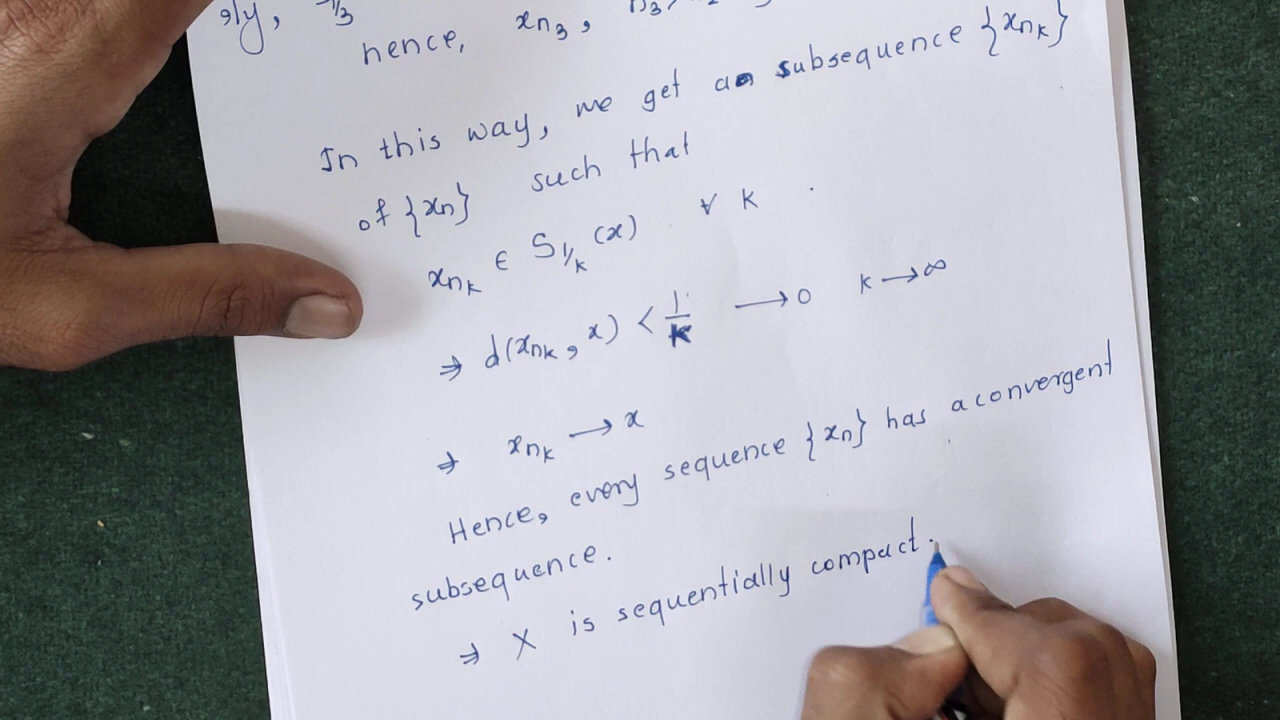 hence, xn₃,
In this way, we get a subsequence {xnₖ}
of {xn} such that
xnₖ ∈ S₁/ₖ(x) ∀ k
⇒ d(xnₖ, x) < 1/k → 0 k → ∞
⇒ xnₖ → x
Hence, every sequence {xn} has a convergent
subsequence.
⇒ X is sequentially compact.